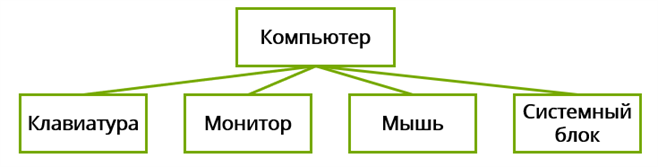 Компьютер
Клавиатура
Монитор
Мышь
Системный
блок